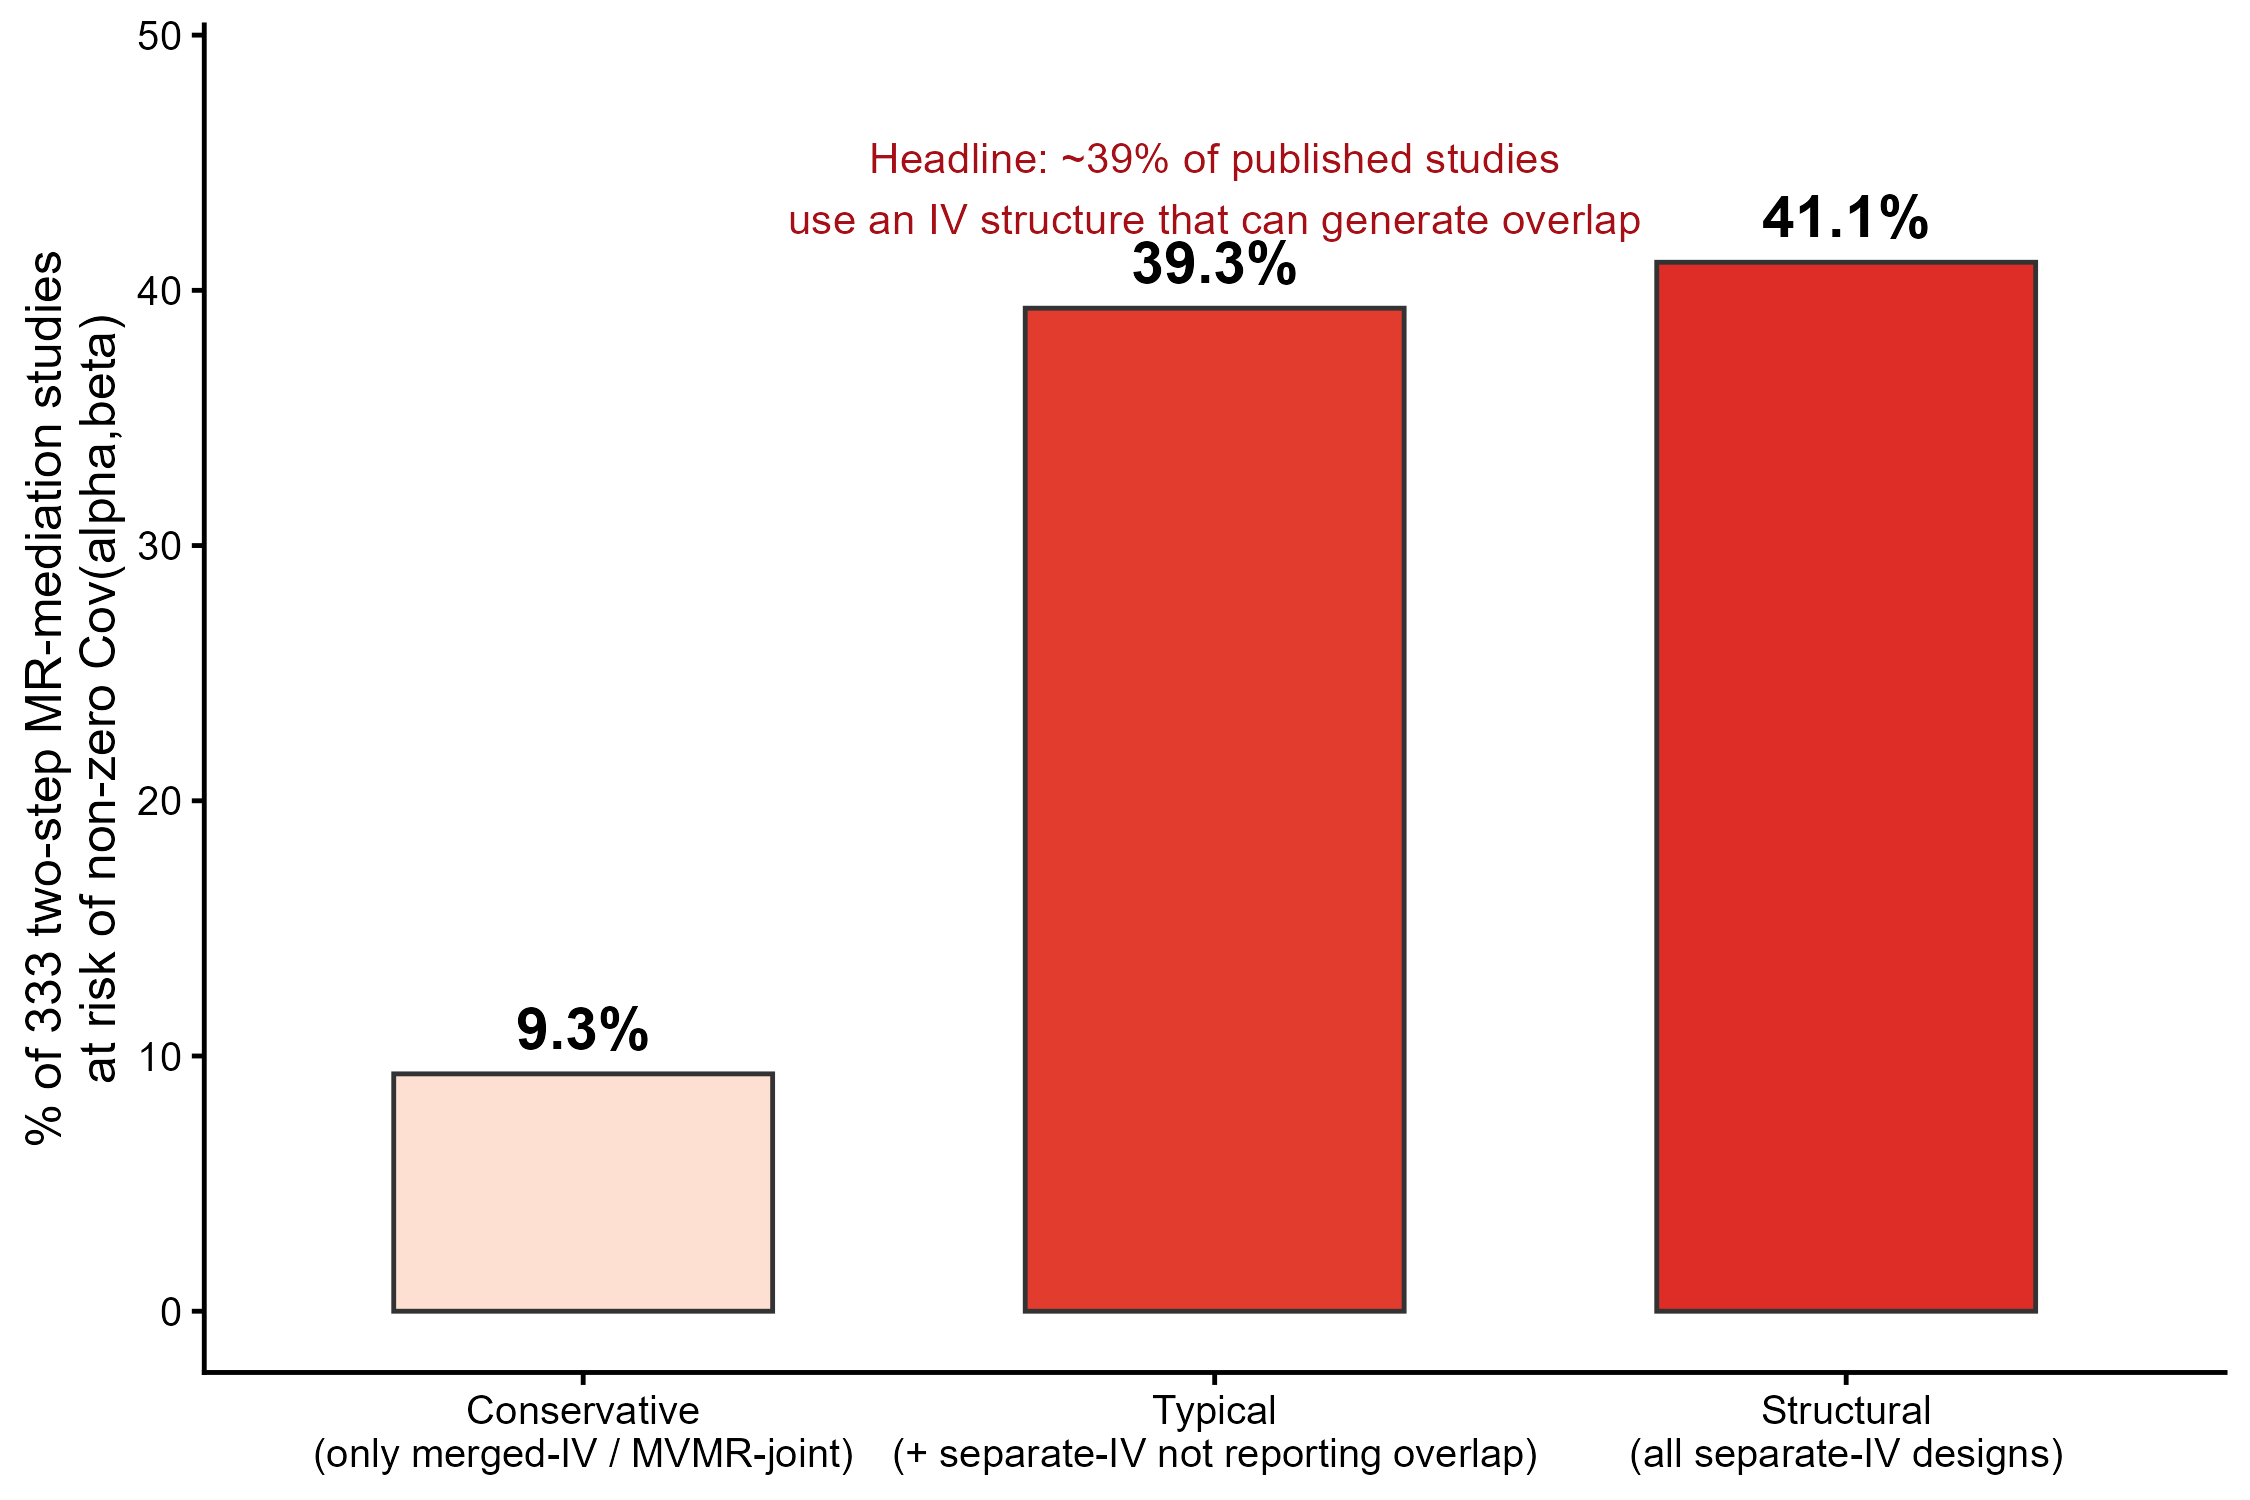 % of 333 two-step MR-mediation studies
at risk of non-zero Cov(alpha,beta)
50
40
30
20
10
0
Headline: ~39% of published studies
use an IV structure that can generate overlap
9.3%
39.3%
41.1%
Conservative
(only merged-IV / MVMR-joint)
Typical
(+ separate-IV not reporting overlap)
Structural
(all separate-IV designs)